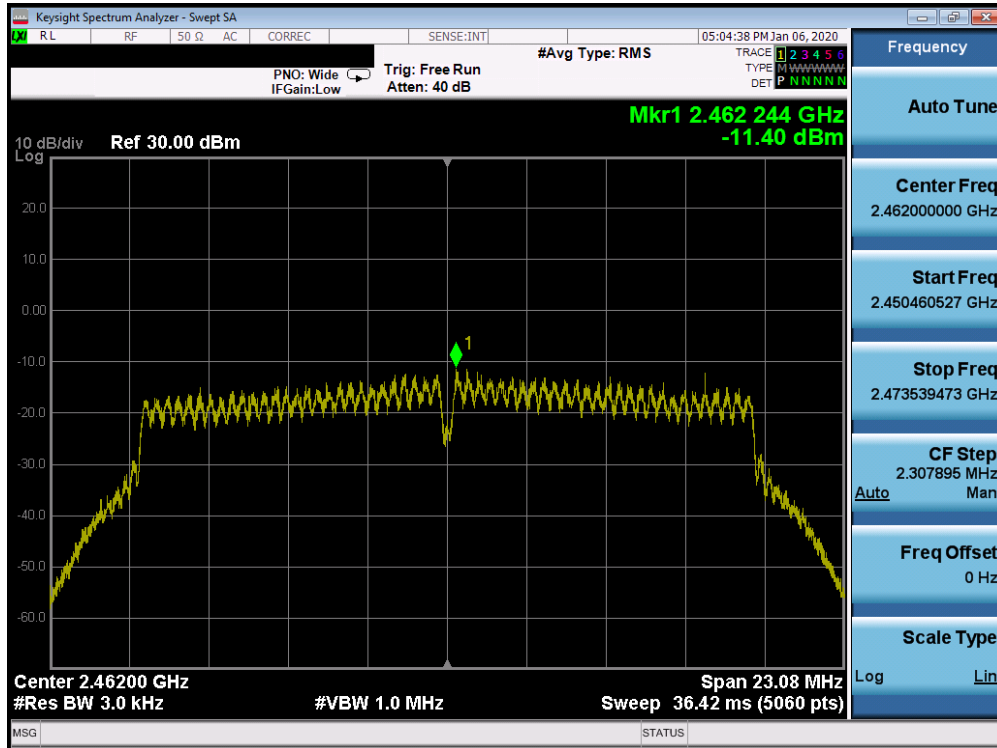 Keysight Spectrum Analyzer - Swept SA
LXI RL RF 50 Ω AC CORREC SENSE:INT 05:04:38 PM Jan 06, 2020
#Avg Type: RMS
TRACE 1 2 3 4 5 6
PNO: Wide Trig: Free Run
TYPE M WWWWW
IFGain:Low Atten: 40 dB
DET P N N N N N
Mkr1 2.462 244 GHz
-11.40 dBm
10 dB/div Ref 30.00 dBm
Log
20.0
10.0
0.00
1
-10.0
-20.0
-30.0
-40.0
-50.0
-60.0
Center 2.46200 GHz Span 23.08 MHz
#Res BW 3.0 kHz #VBW 1.0 MHz Sweep 36.42 ms (5060 pts)
MSG STATUS
Frequency
Auto Tune
Center Freq
2.462000000 GHz
Start Freq
2.450460527 GHz
Stop Freq
2.473539473 GHz
CF Step
2.307895 MHz
Auto Man
Freq Offset
0 Hz
Scale Type
Log Lin